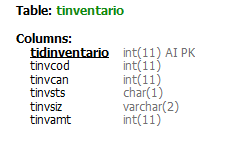 Table: tinventario
Columns:
tidinventario int(11) AI PK
tinvcod int(11)
tinvcan int(11)
tinvsts char(1)
tinvsiz varchar(2)
tinvamt int(11)